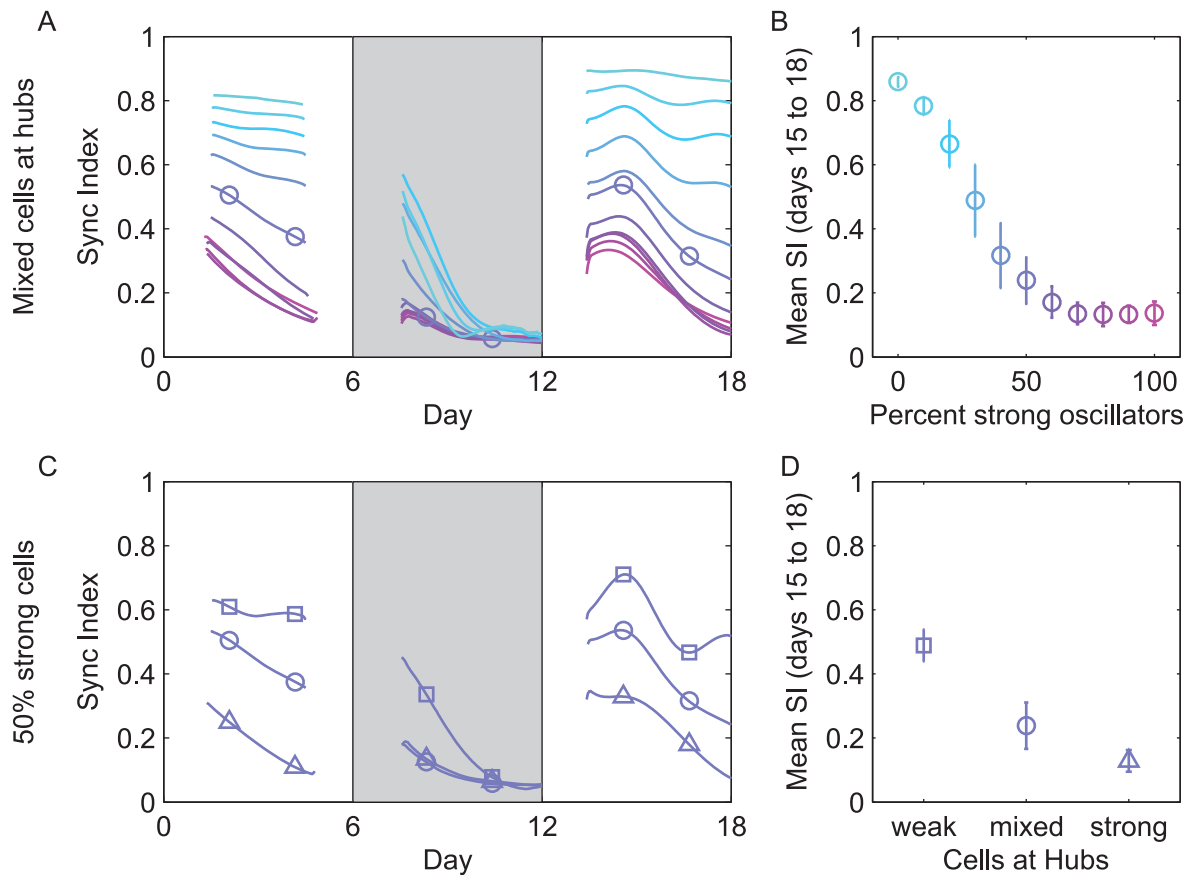 A
Mixed cells at hubs
Sync Index
1
0.8
0.6
0.4
0.2
0
0
6
12
18
Day
B
Mean SI (days 15 to 18)
1
0.8
0.6
0.4
0.2
0
0
50
100
Percent strong oscillators
C
50% strong cells
Sync Index
1
0.8
0.6
0.4
0.2
0
0
6
12
18
Day
D
Mean SI (days 15 to 18)
1
0.8
0.6
0.4
0.2
0
weak
mixed
strong
Cells at Hubs